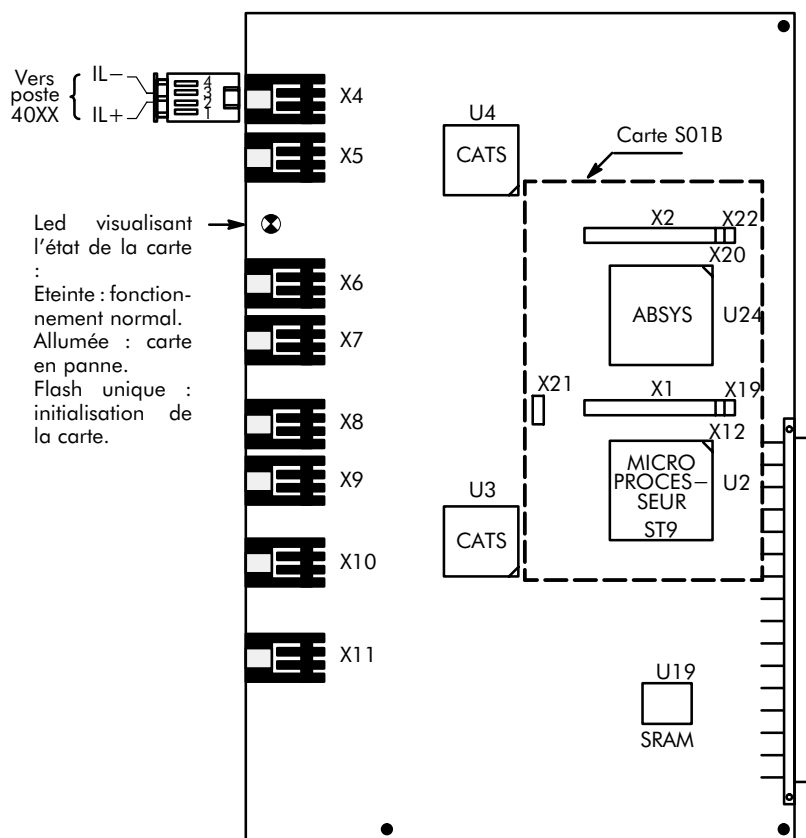 Vers
poste
40XX
IL−
IL+
4
3
2
1
X4
X5
U4
CATS
Carte S01B
X2
X22
X20
ABSYS
U24
Led visualisant
l'état de la carte
:
Eteinte : fonction-
nement normal.
Allumée : carte
en panne.
Flash unique :
initialisation de
la carte.
X6
X7
X8
X9
X10
X11
X21
X1
X19
X12
MICRO
PROCES−
SEUR
ST9
U2
U3
CATS
U19
SRAM